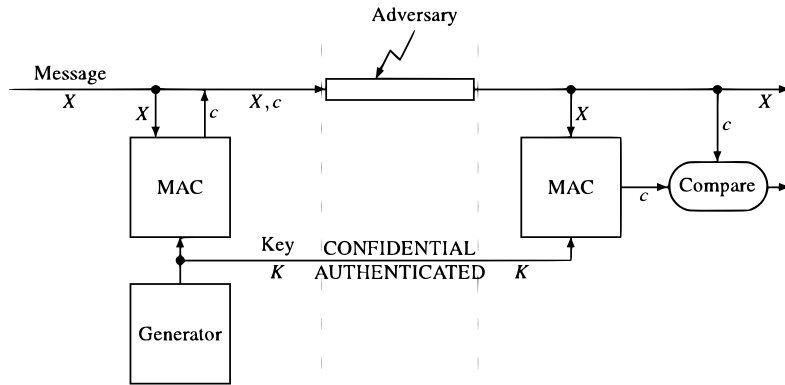 Adversary
Message
X
X
c
X, c
X
c
X
MAC
MAC
c
Compare
Key
K
CONFIDENTIAL
AUTHENTICATED
K
Generator